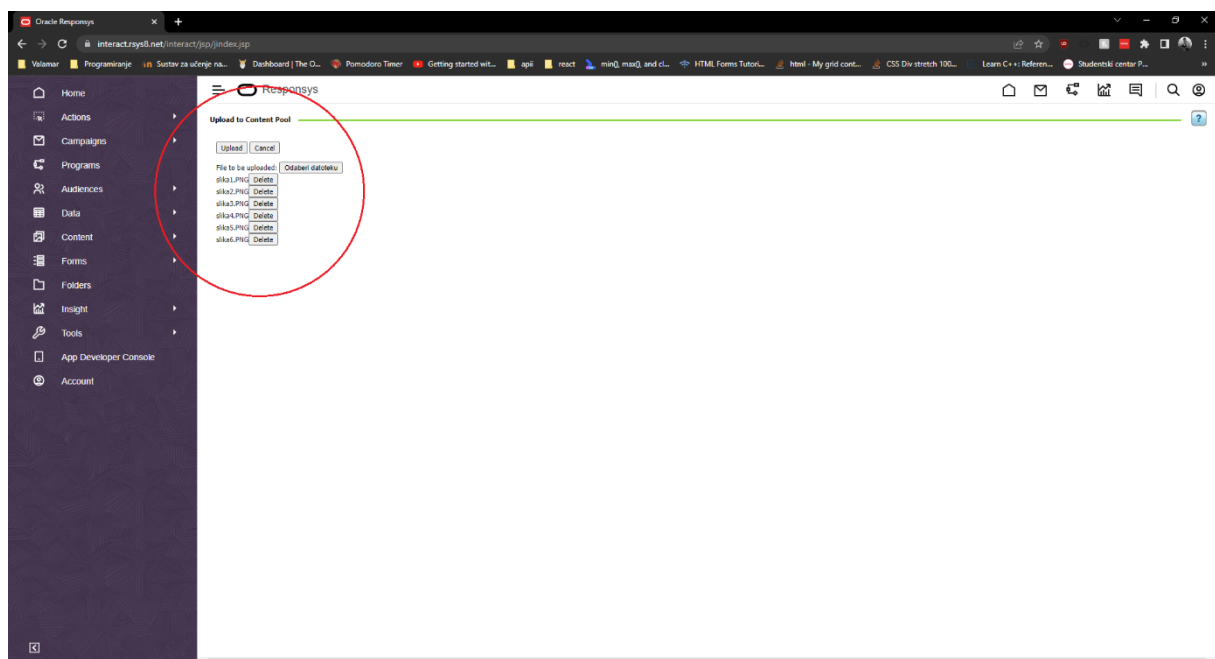 Oracle Responsys
interact.rsys8.net/interact/jsp/jindex.jsp
Valamar Programiranje Sustav za učenje na... Dashboard | The O... Pomodoro Timer Getting started wit... apii react min(), max(), and cl... HTML Forms Tutori... html - My grid cont... CSS Div stretch 100... Learn C++: Referen... Studentski centar P... »
Home
Actions
Campaigns
Programs
Audiences
Data
Content
Forms
Folders
Insight
Tools
App Developer Console
Account
Responsys
Upload to Content Pool
?
Upload Cancel
File to be uploaded: Odaberi datoteku
slika1.PNG Delete
slika2.PNG Delete
slika3.PNG Delete
slika4.PNG Delete
slika5.PNG Delete
slika6.PNG Delete